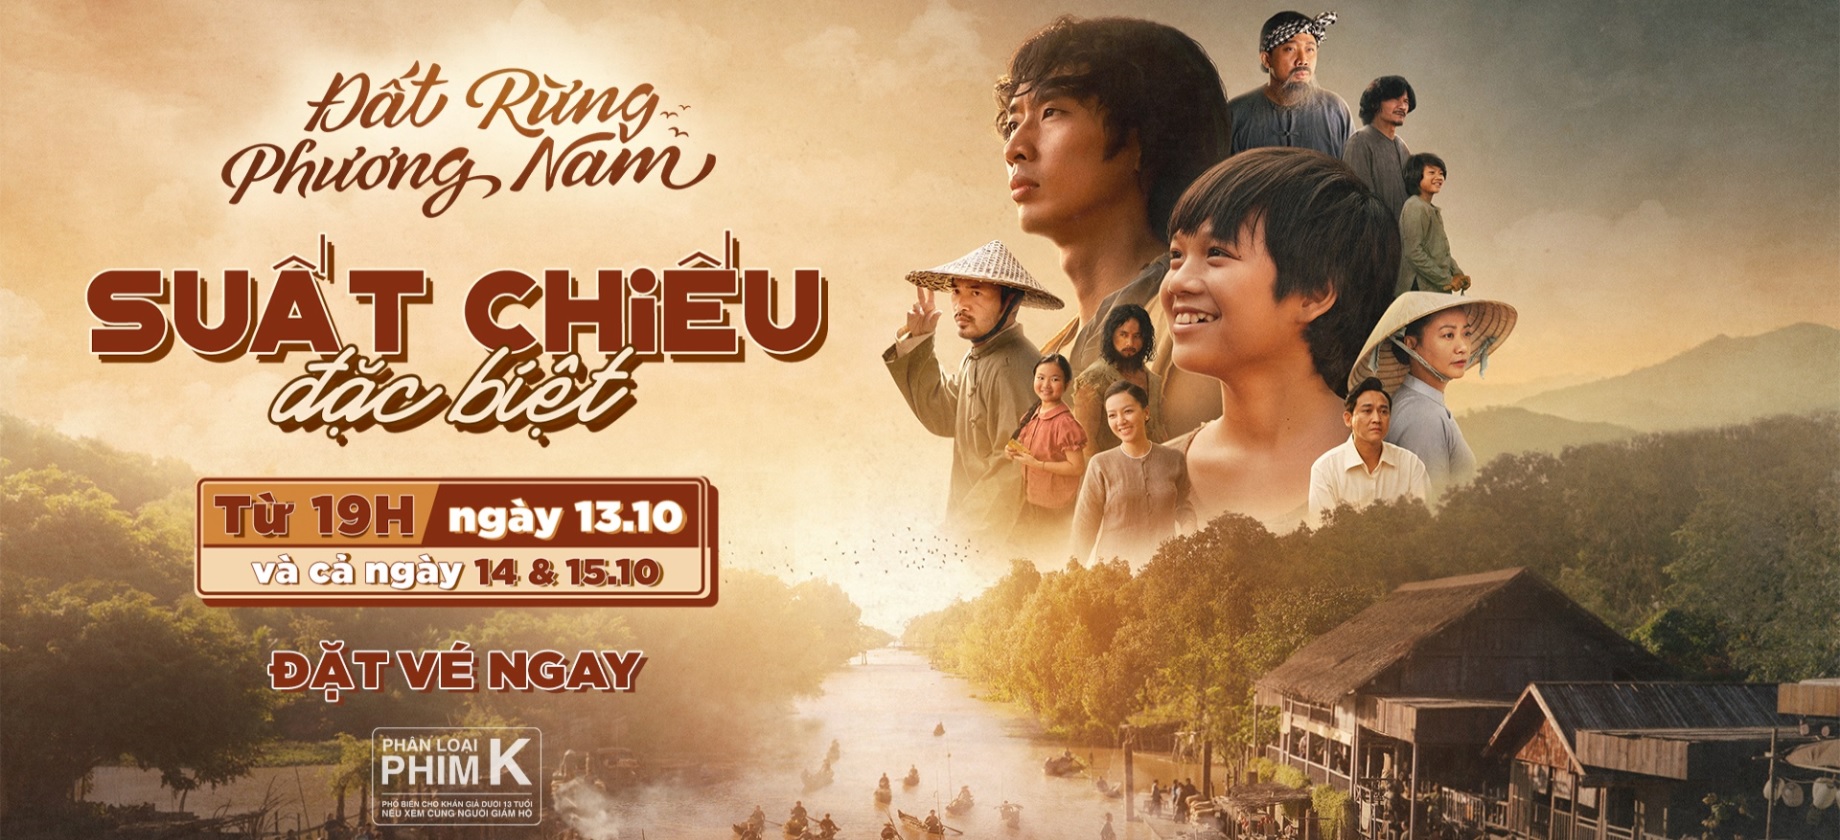 Đất Rừng
Phương Nam
SUẤT CHiẾU
đặc biệt
Từ 19H ngày 13.10
và cả ngày 14 & 15.10
ĐẶT VÉ NGAY
PHÂN LOẠI
PHIM K
PHỔ BIẾN CHO KHÁN GIẢ DƯỚI 13 TUỔI
NẾU XEM CÙNG NGƯỜI GIÁM HỘ